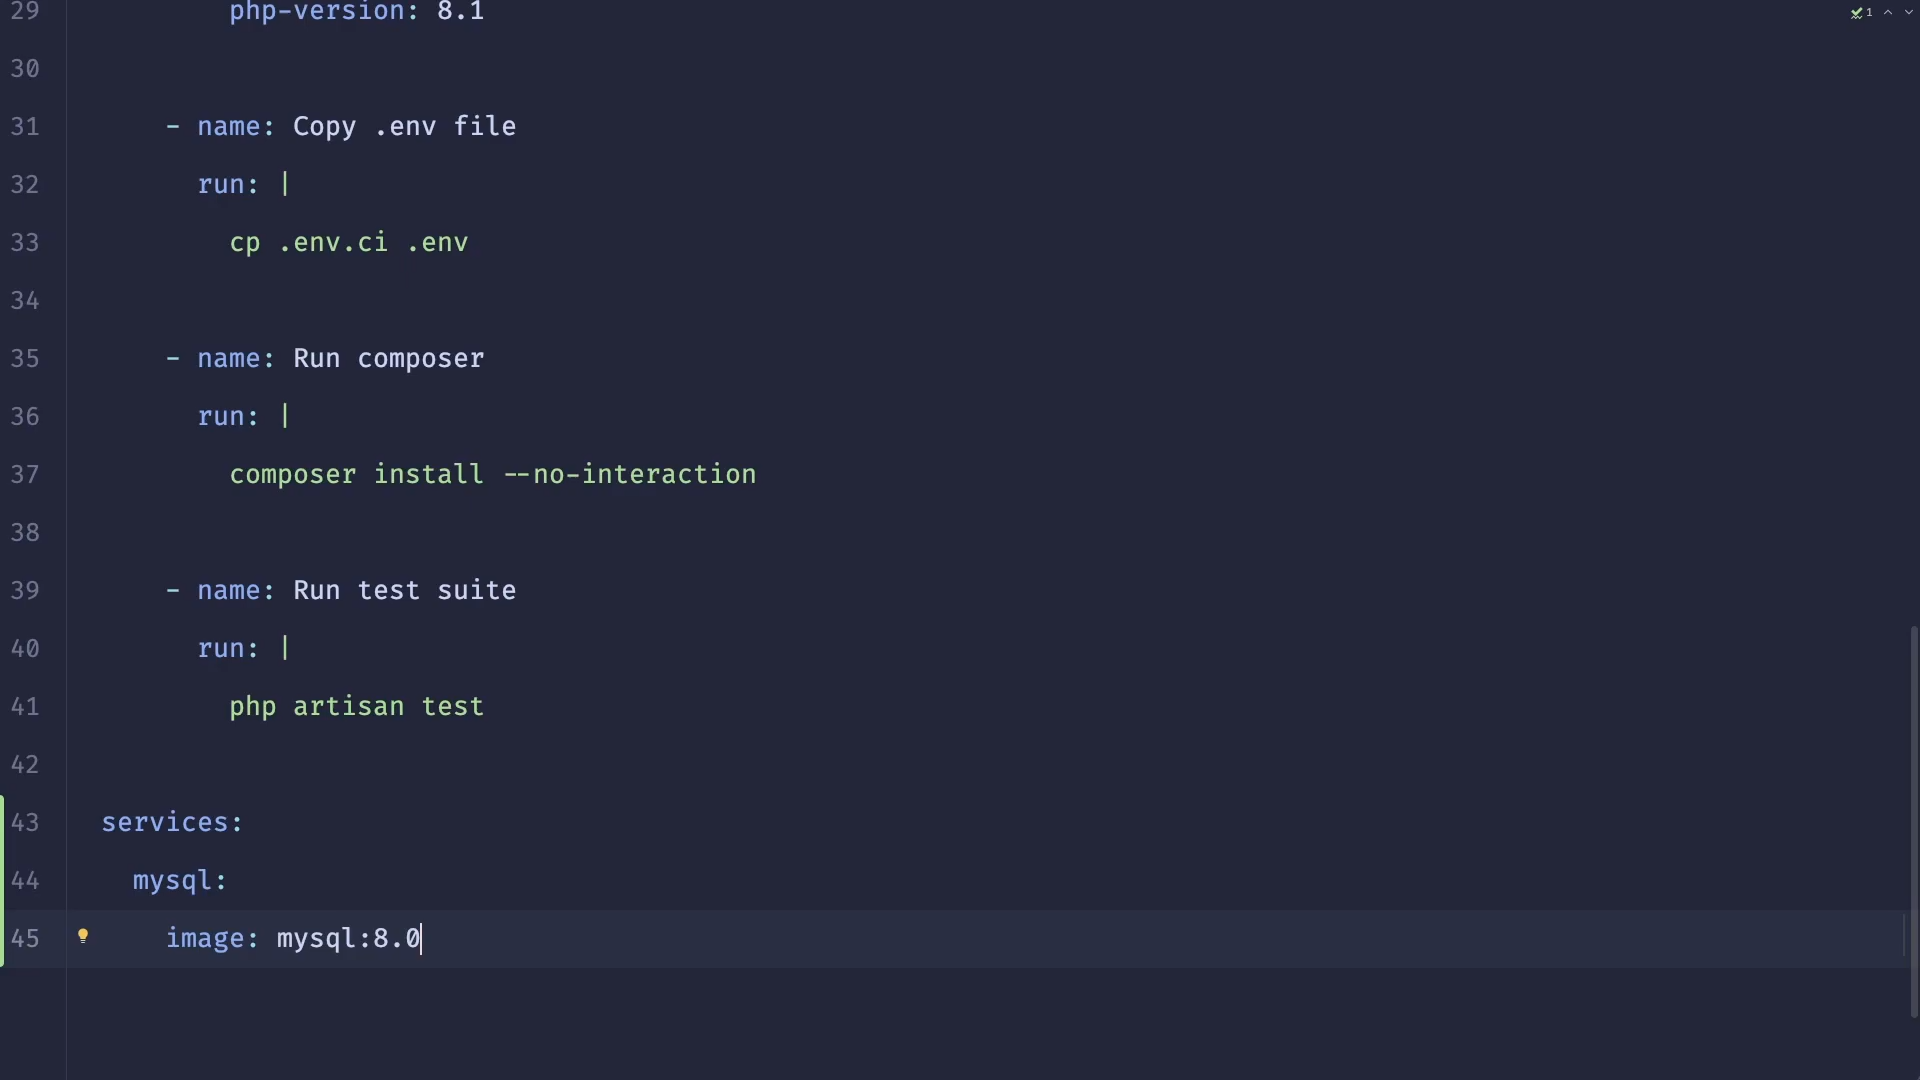 29 php-version: 8.1
1
30
31 - name: Copy .env file
32 run: |
33 cp .env.ci .env
34
35 - name: Run composer
36 run: |
37 composer install --no-interaction
38
39 - name: Run test suite
40 run: |
41 php artisan test
42
43 services:
44 mysql:
45 image: mysql:8.0